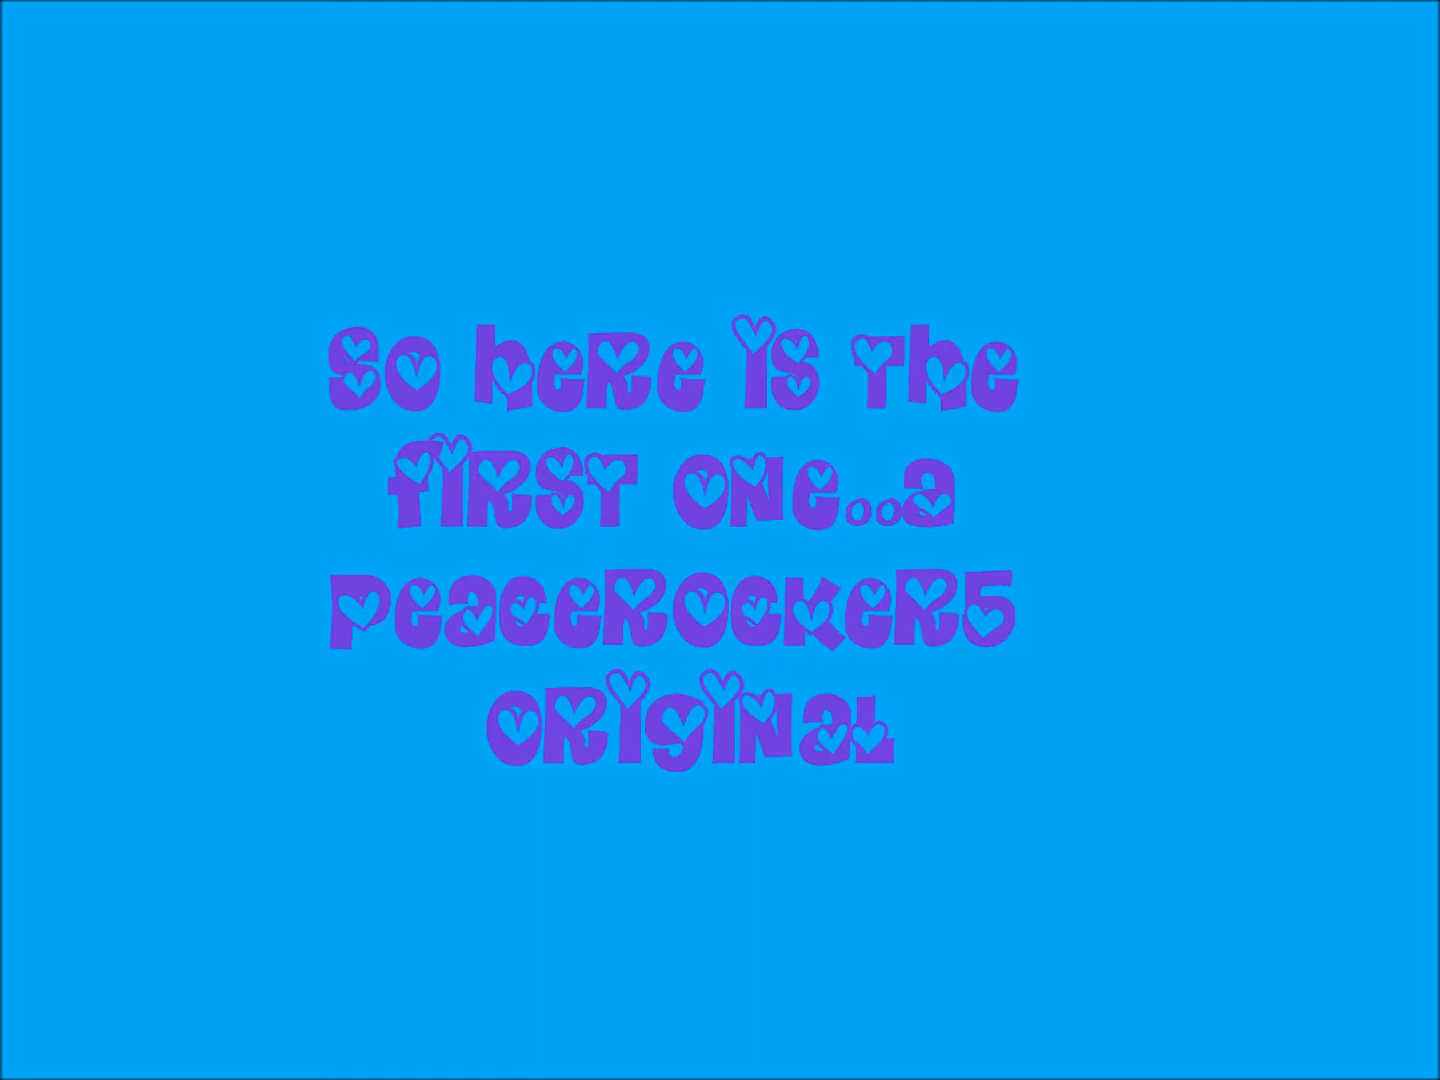 So here is the
first one..a
peacerocker5
original